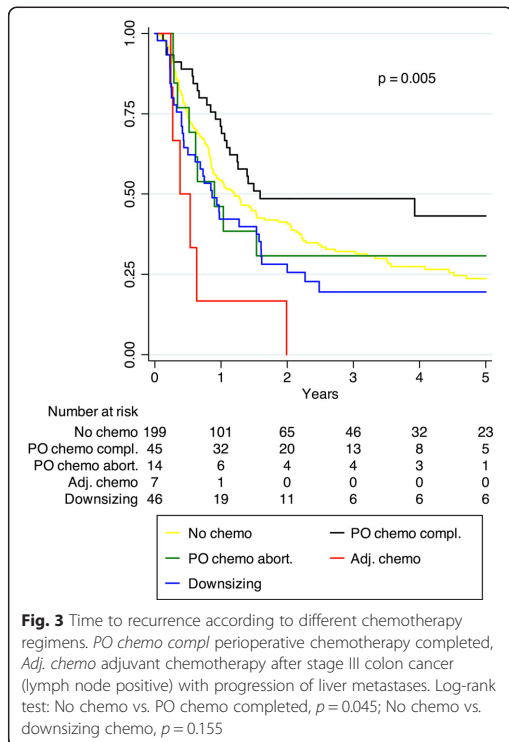 1.00
0.75
0.50
0.25
0.00
p = 0.005
0 1 2 3 4 5
Years
Number at risk
No chemo 199 101 65 46 32 23
PO chemo compl. 45 32 20 13 8 5
PO chemo abort. 14 6 4 4 3 1
Adj. chemo 7 1 0 0 0 0
Downsizing 46 19 11 6 6 6
No chemo PO chemo compl.
PO chemo abort. Adj. chemo
Downsizing
Fig. 3 Time to recurrence according to different chemotherapy
regimens. PO chemo compl perioperative chemotherapy completed,
Adj. chemo adjuvant chemotherapy after stage III colon cancer
(lymph node positive) with progression of liver metastases. Log-rank
test: No chemo vs. PO chemo completed, p = 0.045; No chemo vs.
downsizing chemo, p = 0.155